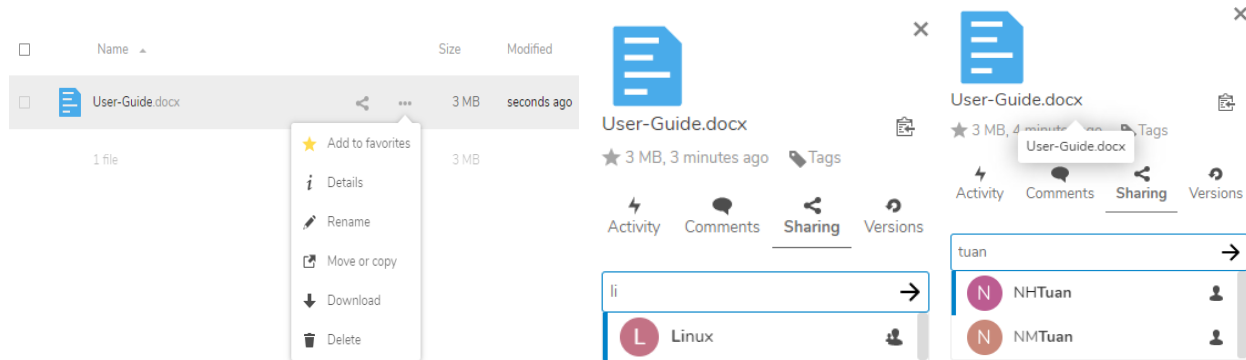 Name Size Modified
User-Guide.docx 3 MB seconds ago
1 file 3 MB
Add to favorites
Details
Rename
Move or copy
Download
Delete
User-Guide.docx
3 MB, 3 minutes ago Tags
Activity Comments Sharing Versions
li
L Linux
User-Guide.docx
3 MB, 4 minutes ago Tags
User-Guide.docx
Activity Comments Sharing Versions
tuan
N NHTuan
N NMTuan